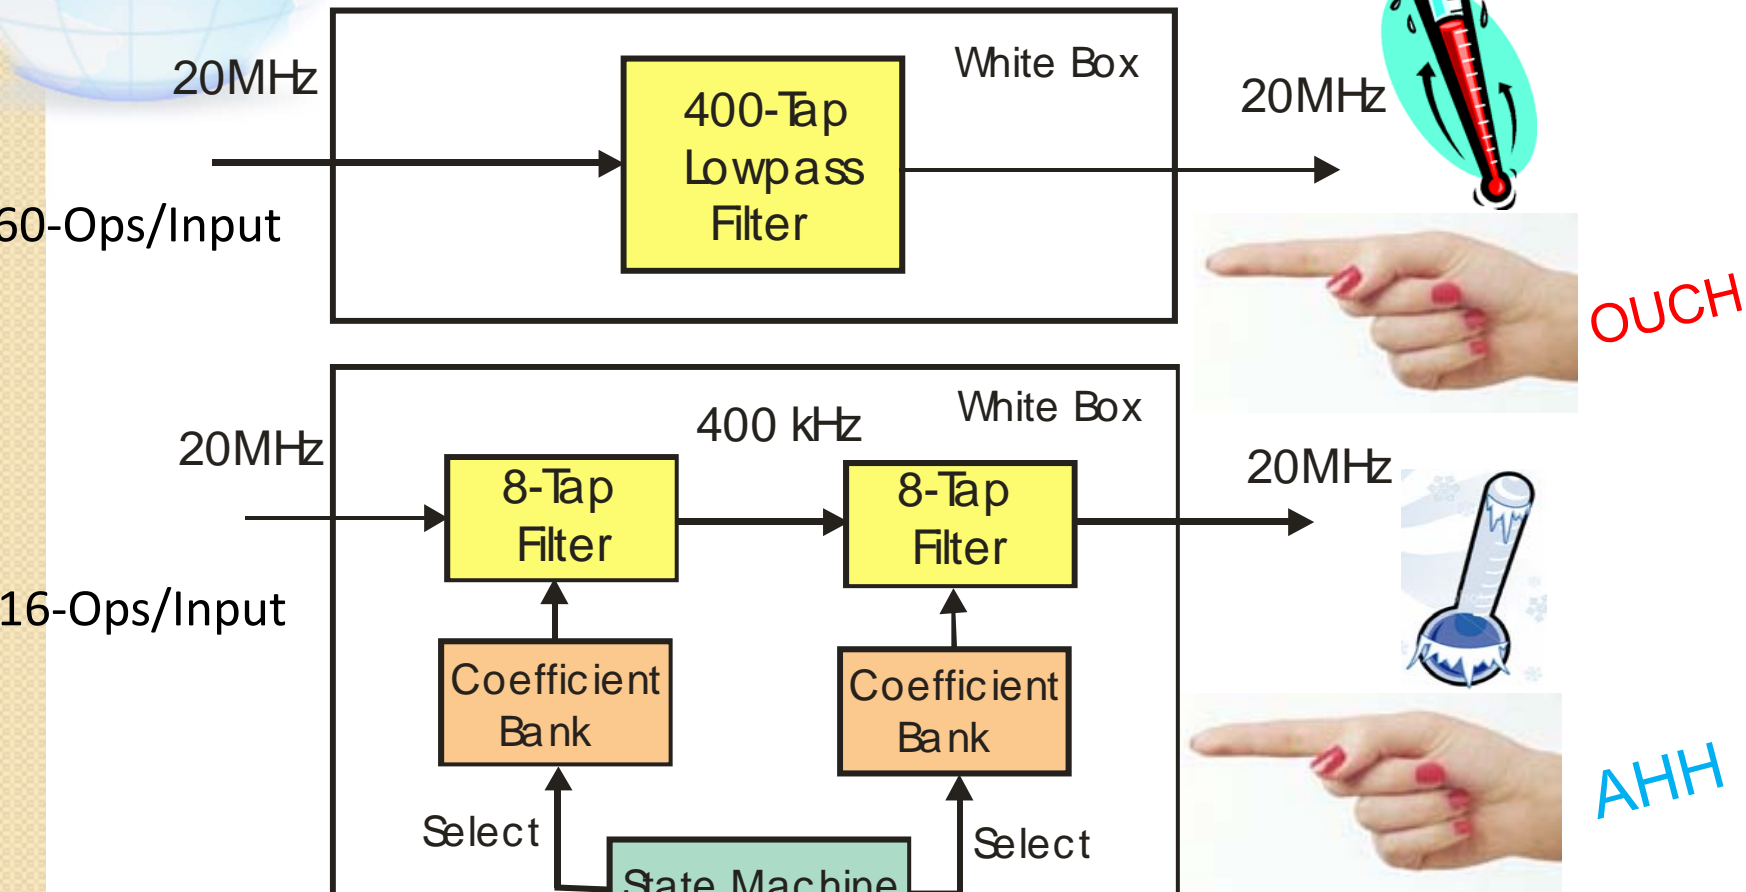 20MHz
White Box
400-Tap
Lowpass
Filter
20MHz
60-Ops/Input
OUCH
20MHz
400 kHz
White Box
20MHz
8-Tap
Filter
8-Tap
Filter
16-Ops/Input
Coefficient
Bank
Coefficient
Bank
AHH
Select
Select
State Machine